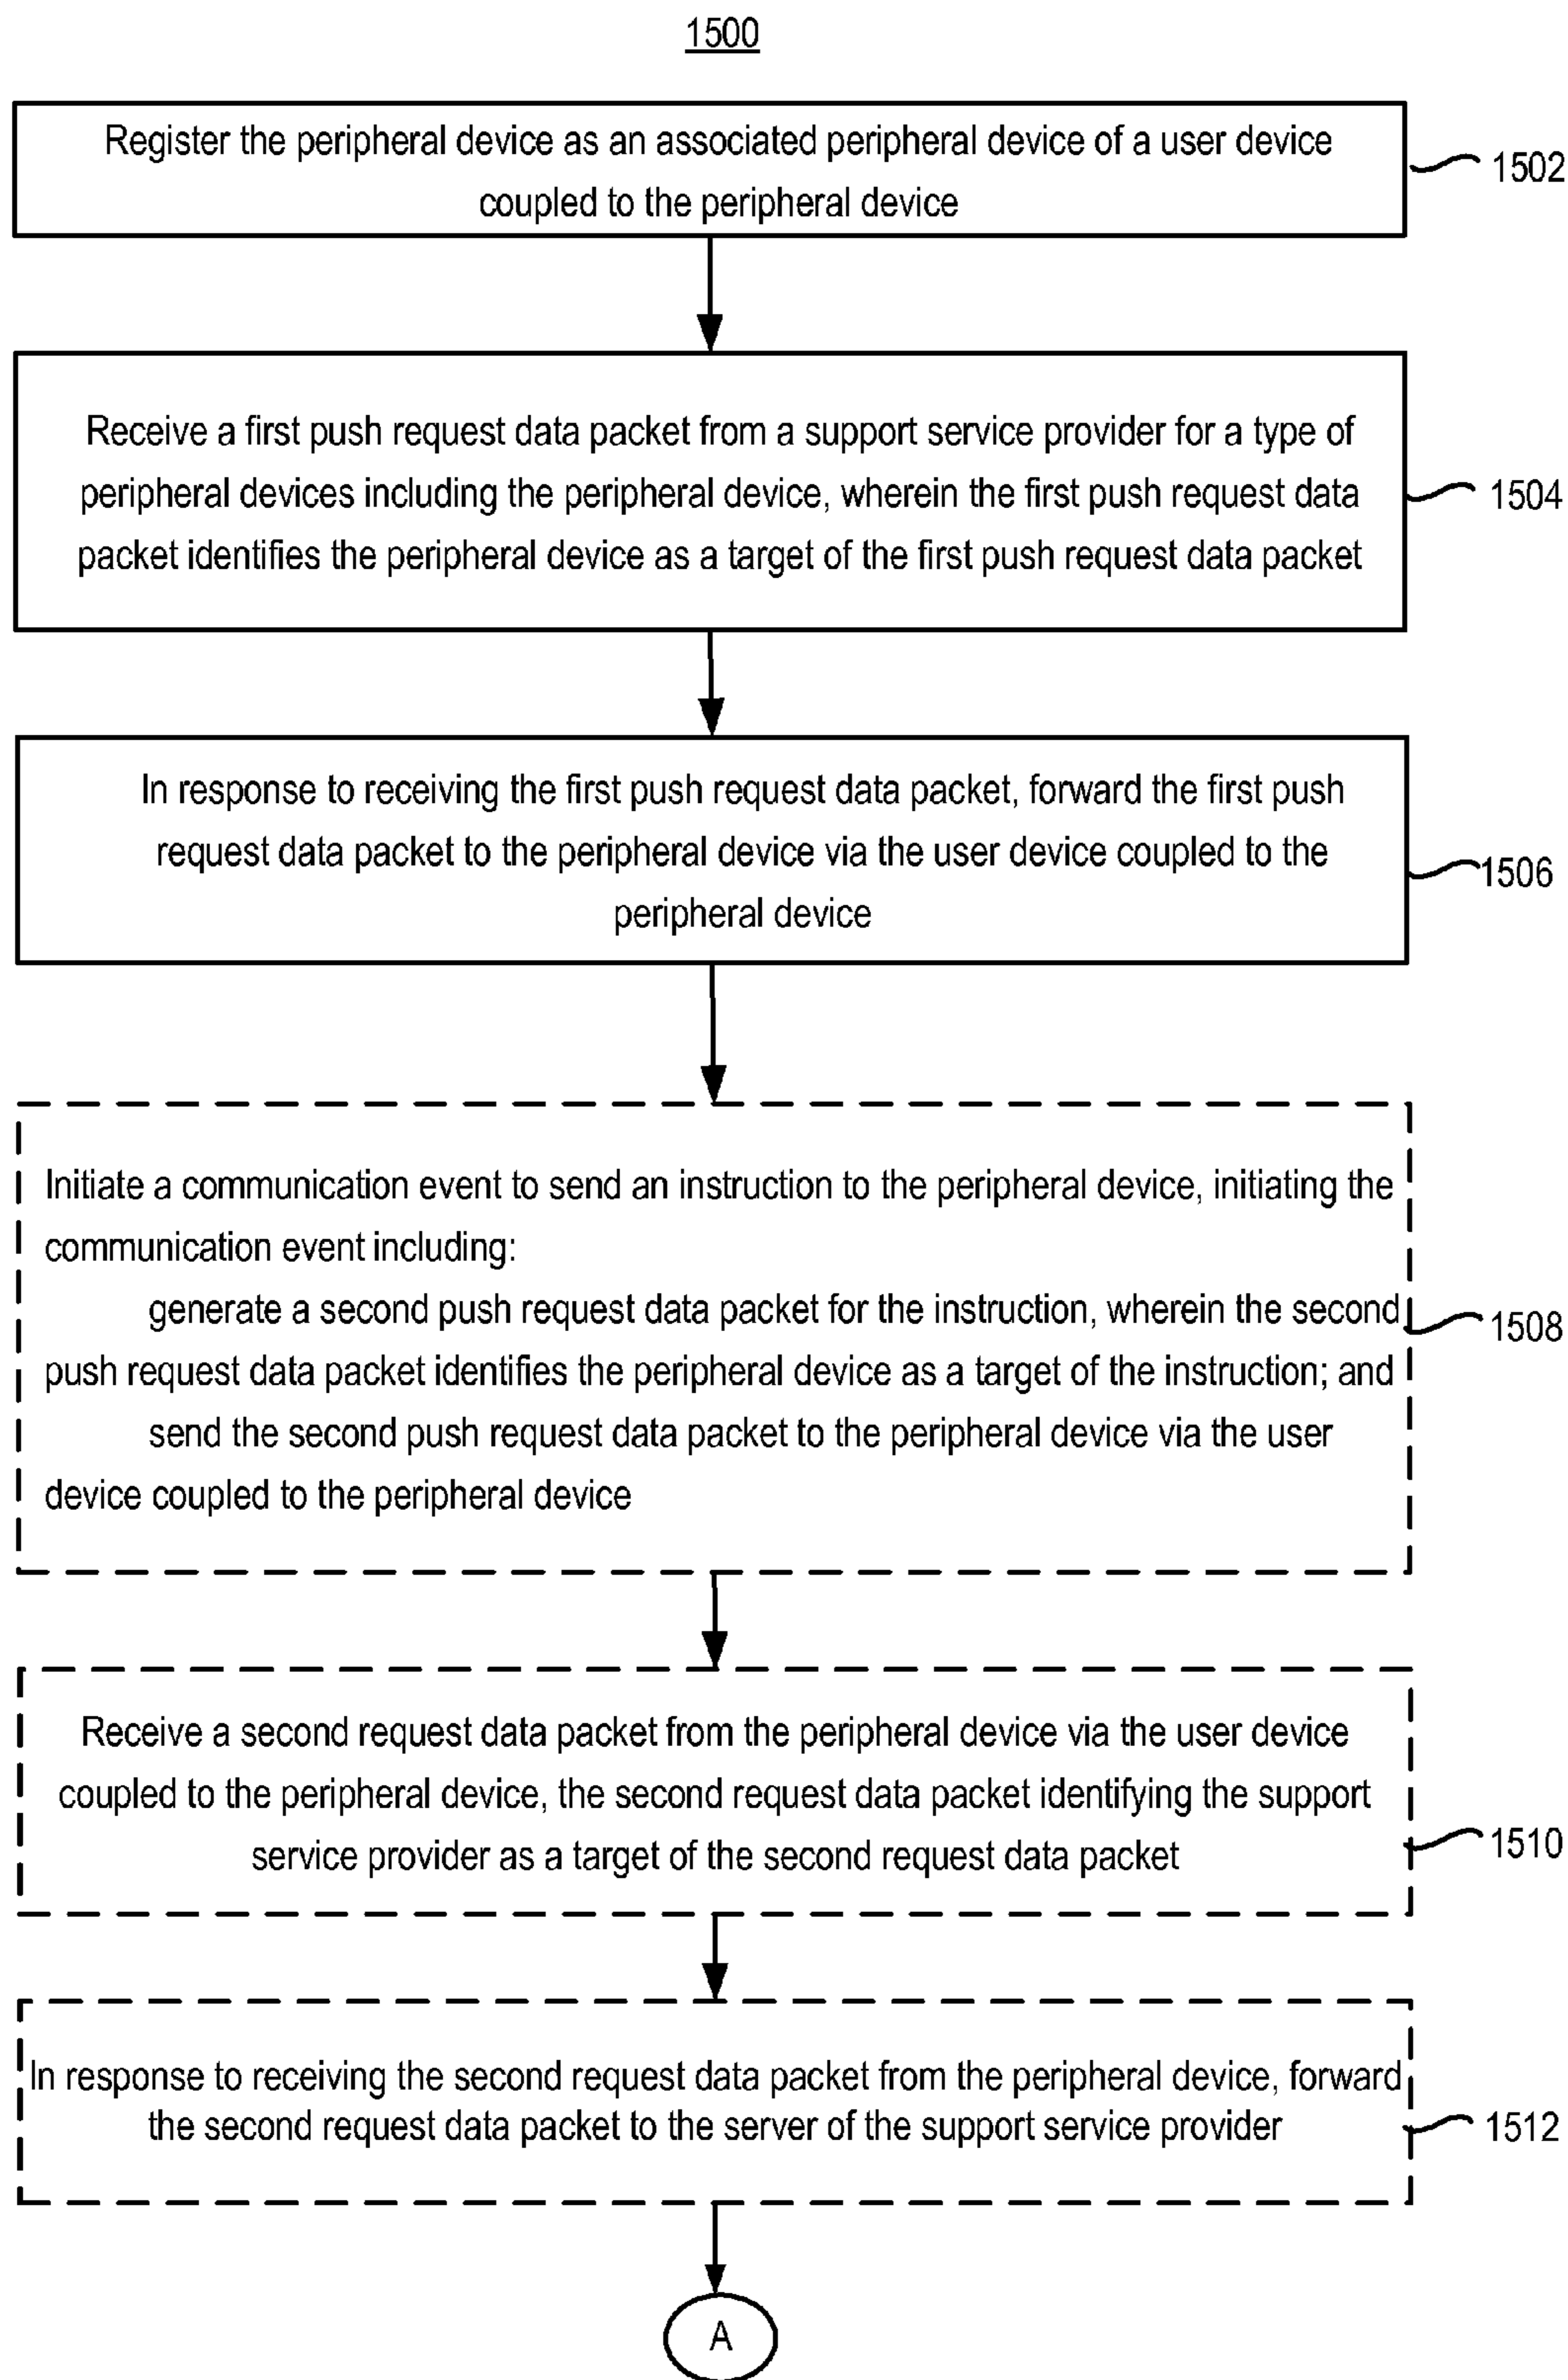 1500
Register the peripheral device as an associated peripheral device of a user device
coupled to the peripheral device
1502
Receive a first push request data packet from a support service provider for a type of
peripheral devices including the peripheral device, wherein the first push request data
packet identifies the peripheral device as a target of the first push request data packet
1504
In response to receiving the first push request data packet, forward the first push
request data packet to the peripheral device via the user device coupled to the
peripheral device
1506
Initiate a communication event to send an instruction to the peripheral device, initiating the
communication event including:
generate a second push request data packet for the instruction, wherein the second
push request data packet identifies the peripheral device as a target of the instruction; and
send the second push request data packet to the peripheral device via the user
device coupled to the peripheral device
1508
Receive a second request data packet from the peripheral device via the user device
coupled to the peripheral device, the second request data packet identifying the support
service provider as a target of the second request data packet
1510
In response to receiving the second request data packet from the peripheral device, forward
the second request data packet to the server of the support service provider
1512
A